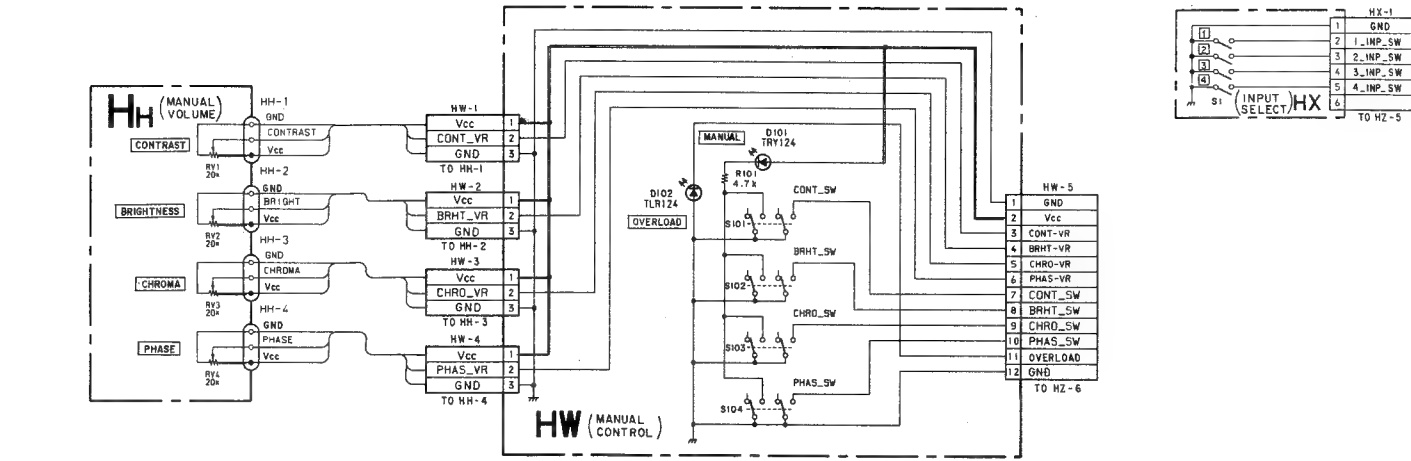 HH (MANUAL VOLUME)
HH-1
GND
CONTRAST
Vcc
CONTRAST
RV1
20k
HH-2
GND
BRIGHT
Vcc
BRIGHTNESS
RV2
20k
HH-3
GND
CHROMA
Vcc
CHROMA
RV3
20k
HH-4
GND
PHASE
Vcc
PHASE
RV4
20k
HW-1
Vcc 1
CONT_VR 2
GND 3
TO HH-1
HW-2
Vcc 1
BRHT_VR 2
GND 3
TO HH-2
HW-3
Vcc 1
CHRO_VR 2
GND 3
TO HH-3
HW-4
Vcc 1
PHAS_VR 2
GND 3
TO HH-4
HW (MANUAL CONTROL)
MANUAL
D101
TRY124
R101
4.7k
D102
TLR124
OVERLOAD
CONT_SW
S101
BRHT_SW
S102
CHRO_SW
S103
PHAS_SW
S104
HW-5
1 GND
2 Vcc
3 CONT-VR
4 BRHT-VR
5 CHRO-VR
6 PHAS-VR
7 CONT_SW
8 BRHT_SW
9 CHRO_SW
10 PHAS_SW
11 OVERLOAD
12 GND
TO HZ-6
HX-1
1 GND
2 1_INP_SW
3 2_INP_SW
4 3_INP_SW
5 4_INP_SW
6
TO HZ-5
1
2
3
4
S1
(INPUT SELECT) HX